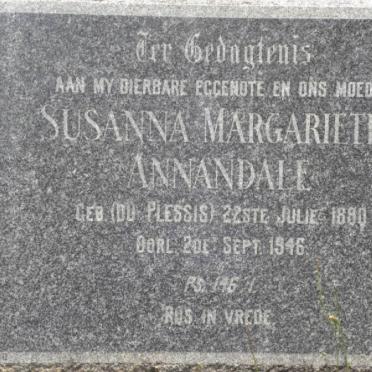 Ter Gedagtenis
AAN MY DIERBARE EGGENOTE EN ONS MOED
SUSANNA MARGARIET
ANNANDALE
GEB. (DU PLESSIS) 22STE JULIE 1880
OORL. 2DE SEPT. 1946
PS. 146:1
RUS IN VREDE